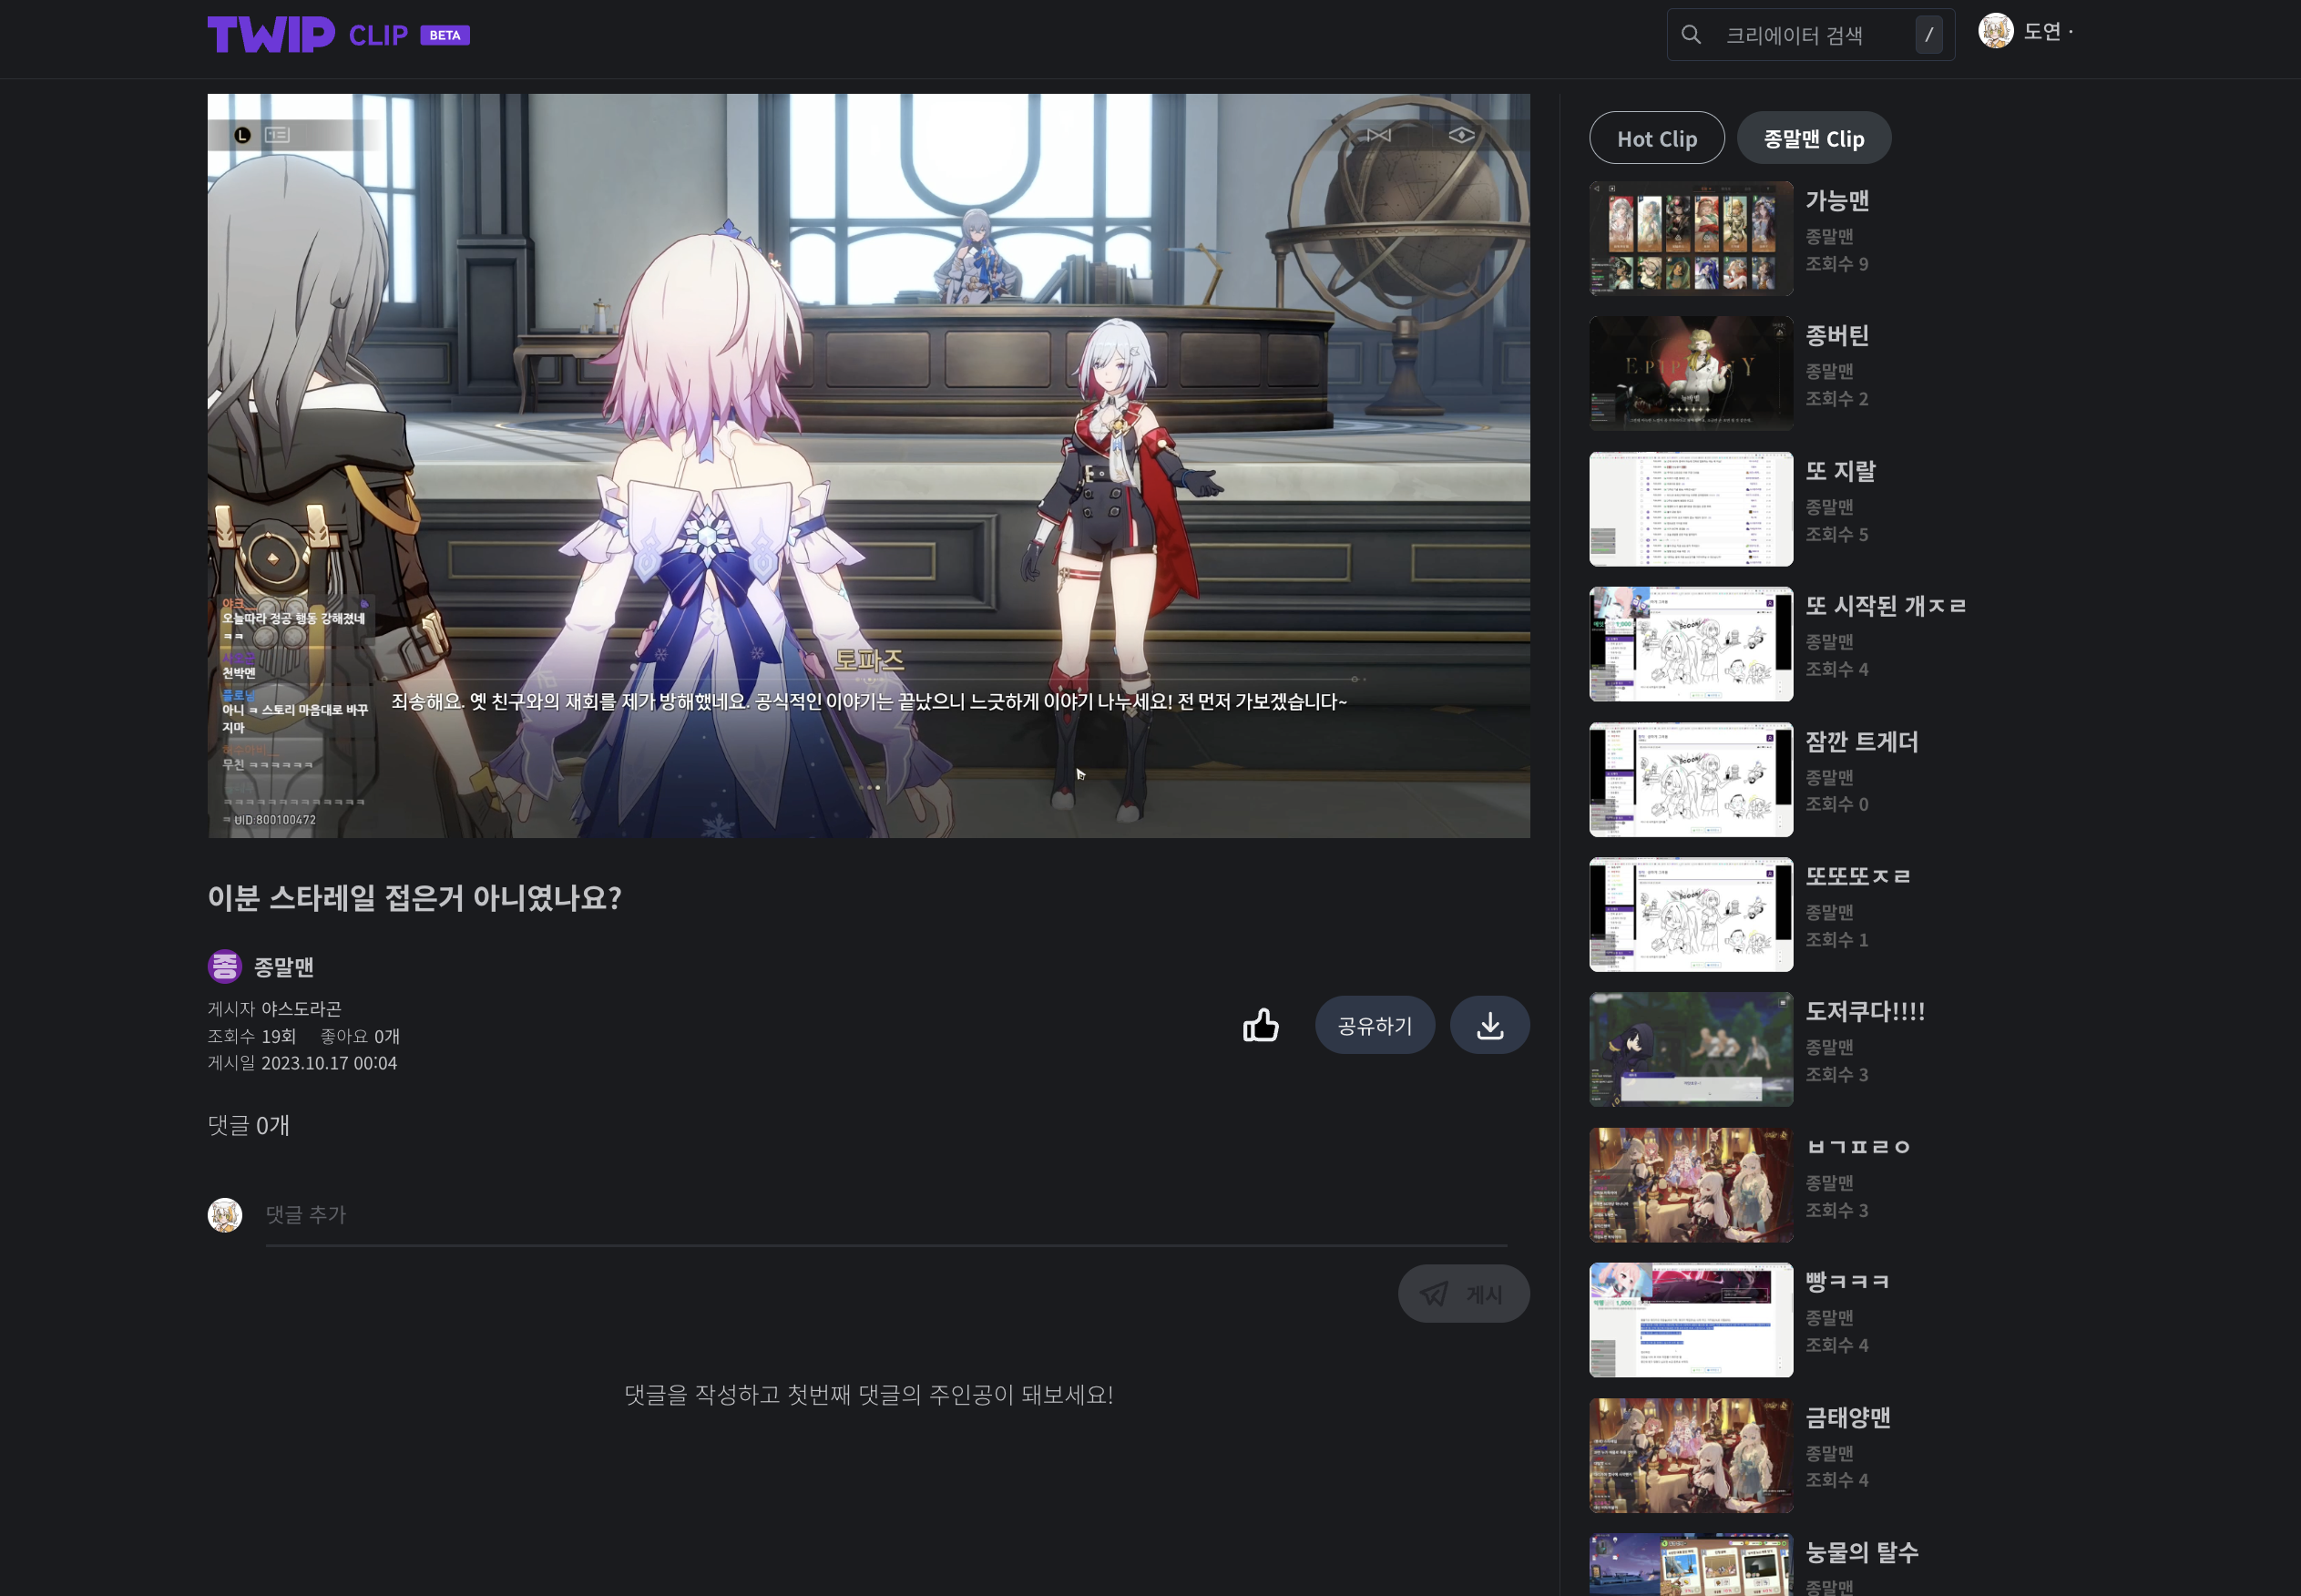 TWIP CLIP BETA
크리에이터 검색 /
도연
L
야크__
오늘따라 정공 행동 강해졌네
ㅋㅋ
천박멘
플로넬
아니 ㅋ 스토리 마음대로 바꾸
지마
무친 ㅋㅋㅋㅋㅋㅋ
ㅋㅋㅋㅋㅋㅋㅋㅋㅋㅋㅋㅋㅋ
ㅋ UID:800100472
토파즈
죄송해요. 옛 친구와의 재회를 제가 방해했네요. 공식적인 이야기는 끝났으니 느긋하게 이야기 나누세요! 전 먼저 가보겠습니다~
이분 스타레일 접은거 아니였나요?
종 종말맨
게시자 야스도라곤
조회수 19회 좋아요 0개
게시일 2023.10.17 00:04
공유하기
댓글 0개
댓글 추가
게시
댓글을 작성하고 첫번째 댓글의 주인공이 돼보세요!
Hot Clip 종말맨 Clip
가능맨
종말맨
조회수 9
EPIPHANY
종버틴
종말맨
조회수 2
또 지랄
종말맨
조회수 5
또 시작된 개ㅈㄹ
종말맨
조회수 4
잠깐 트게더
종말맨
조회수 0
또또또ㅈㄹ
종말맨
조회수 1
도저쿠다!!!!
종말맨
조회수 3
ㅂㄱㅍㄹㅇ
종말맨
조회수 3
빵ㅋㅋㅋ
종말맨
조회수 4
금태양맨
종말맨
조회수 4
눙물의 탈수
종말맨